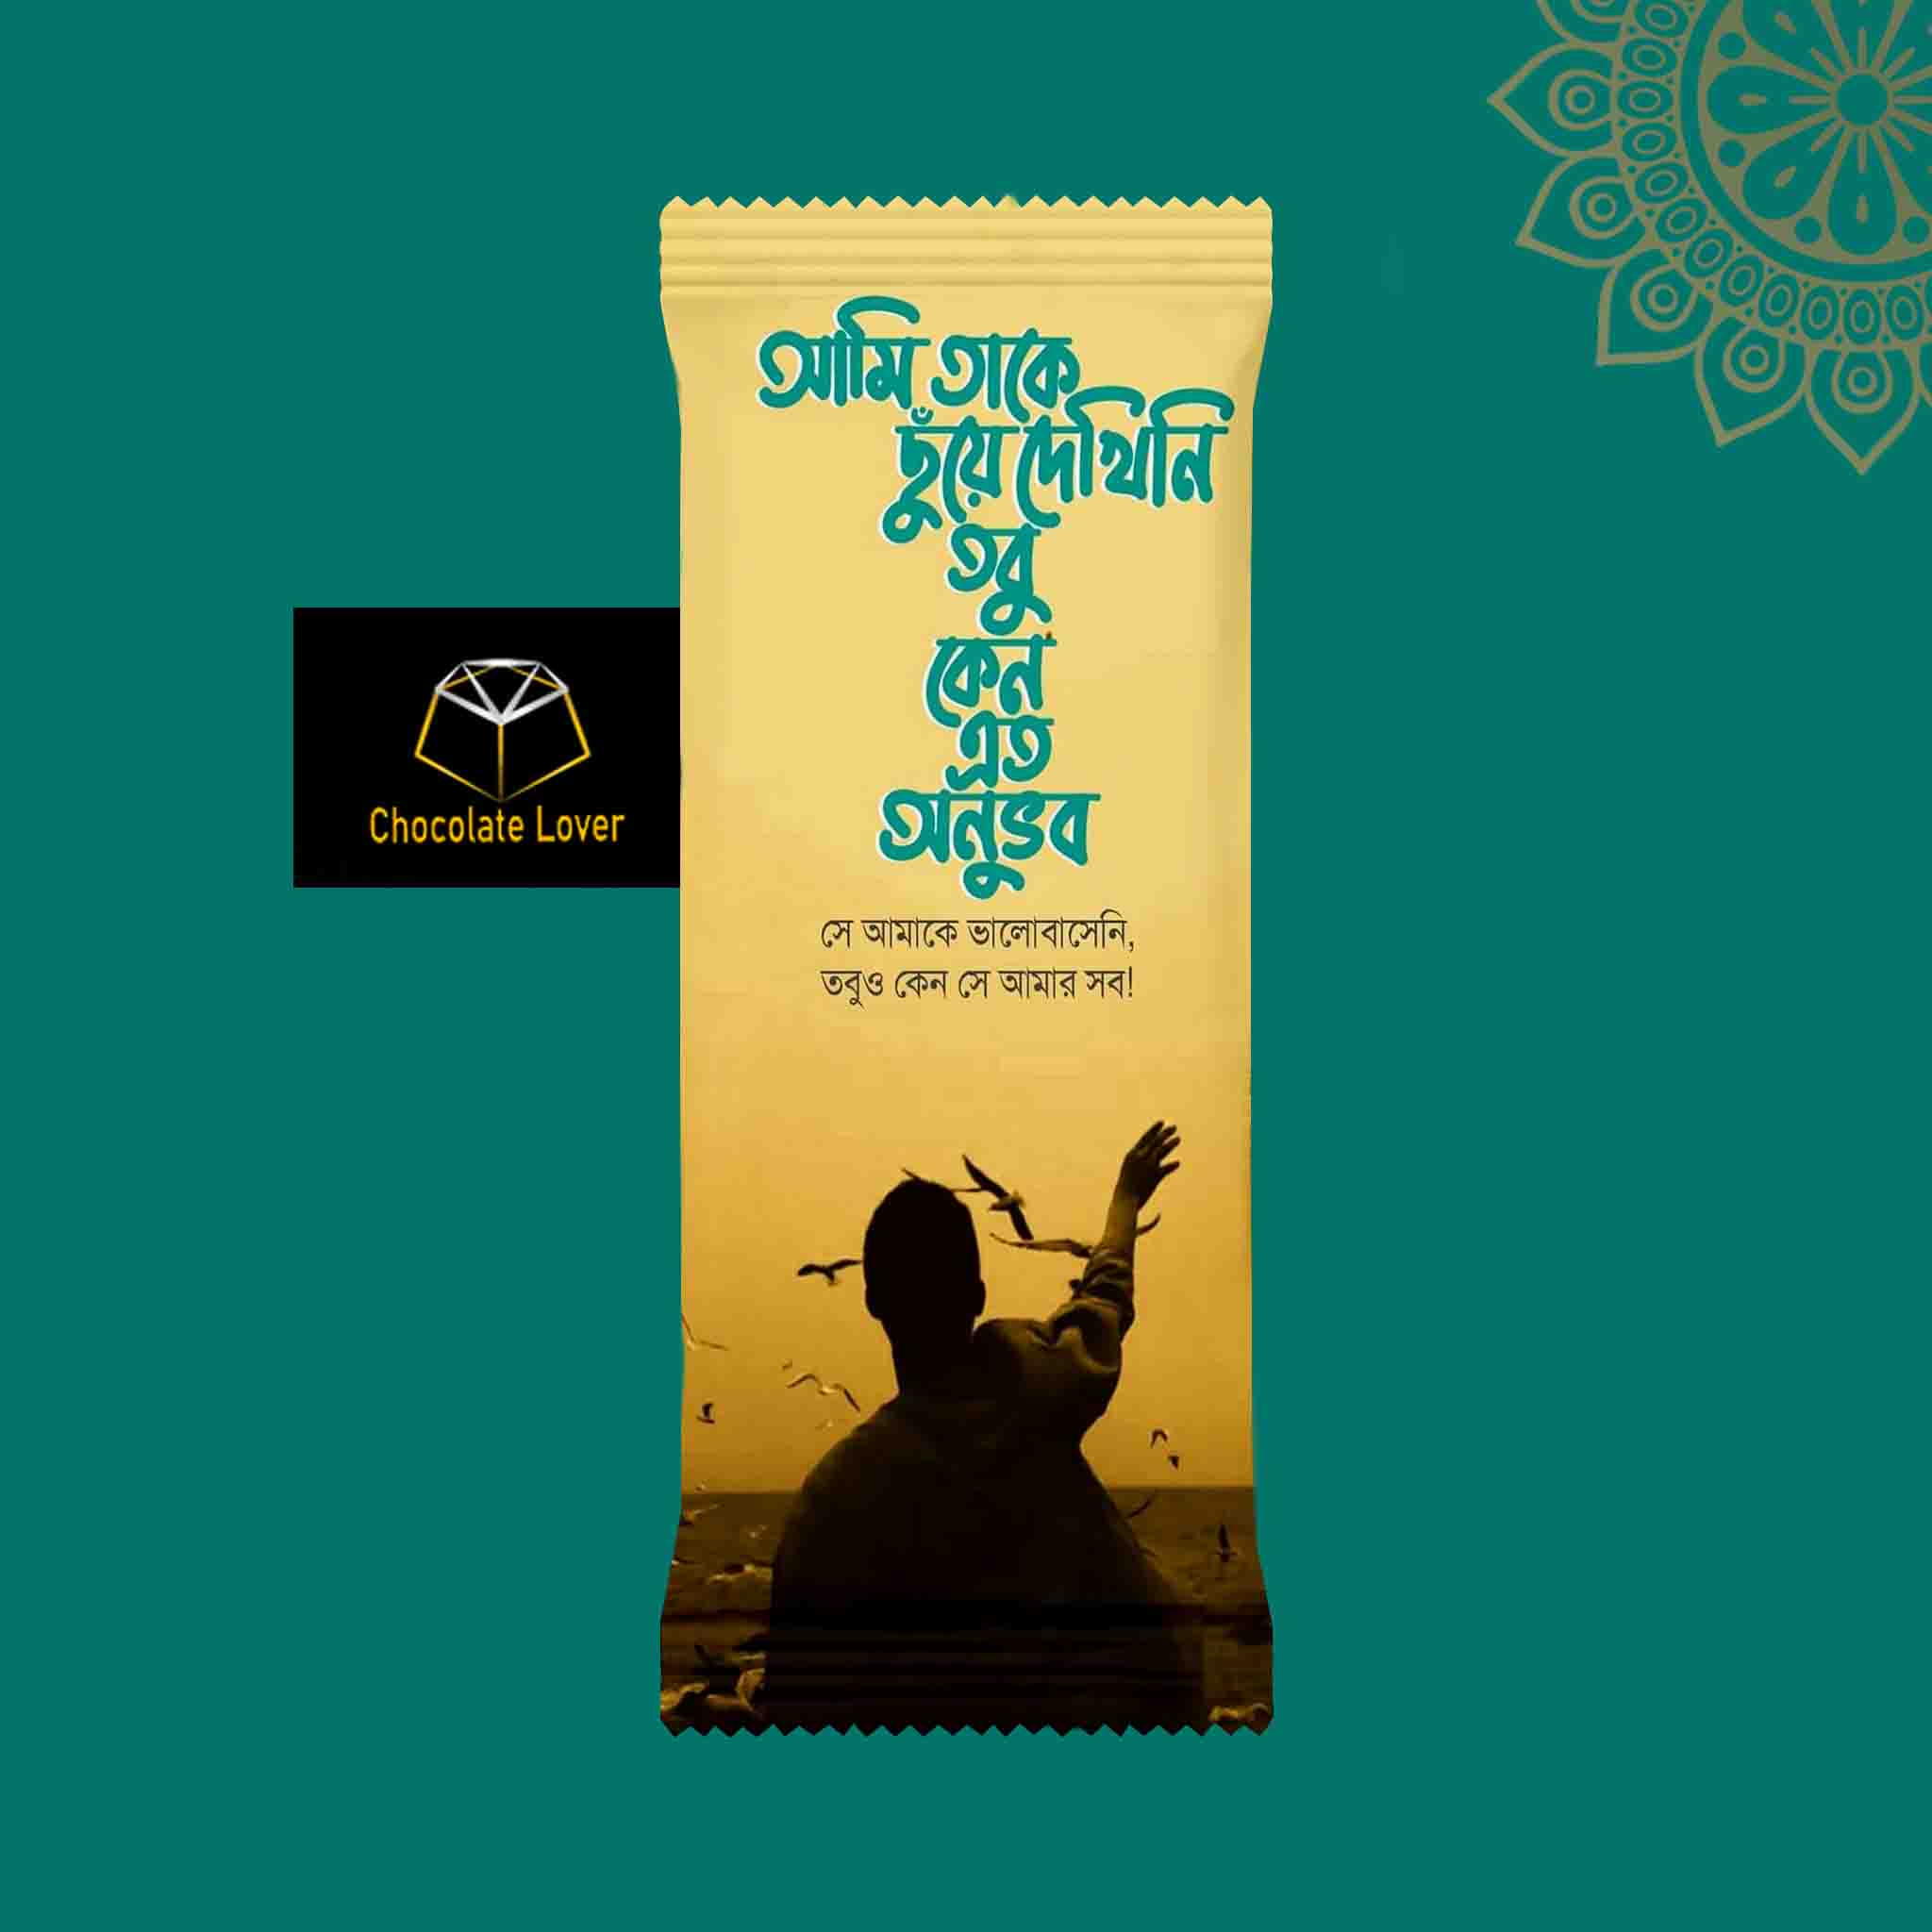 আমি তাকে
ছুঁয়ে দেখিনি
তবু
কেন
এত
অনুভব
সে আমাকে ভালোবাসেনি,
তবুও কেন সে আমার সব!
Chocolate Lover